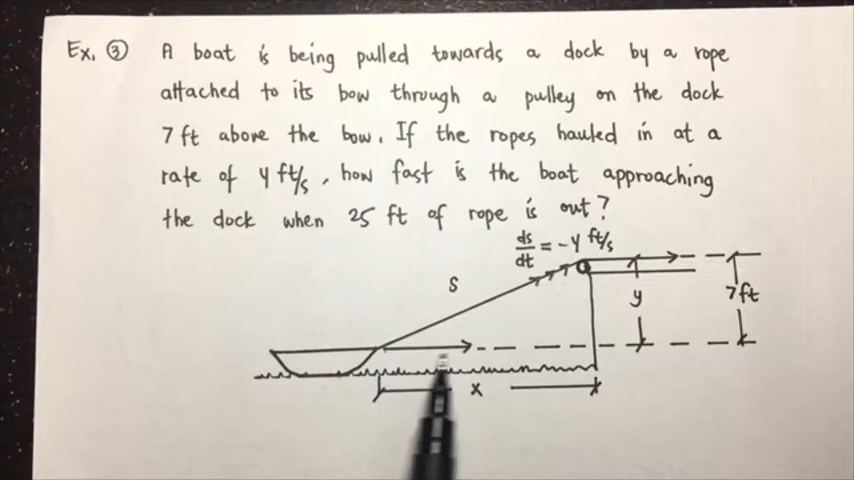 Ex. ③ A boat is being pulled towards a dock by a rope
attached to its bow through a pulley on the dock
7 ft above the bow. If the ropes hauled in at a
rate of 4 ft/s, how fast is the boat approaching
the dock when 25 ft of rope is out?
ds/dt = -4 ft/s
s
y
7ft
x